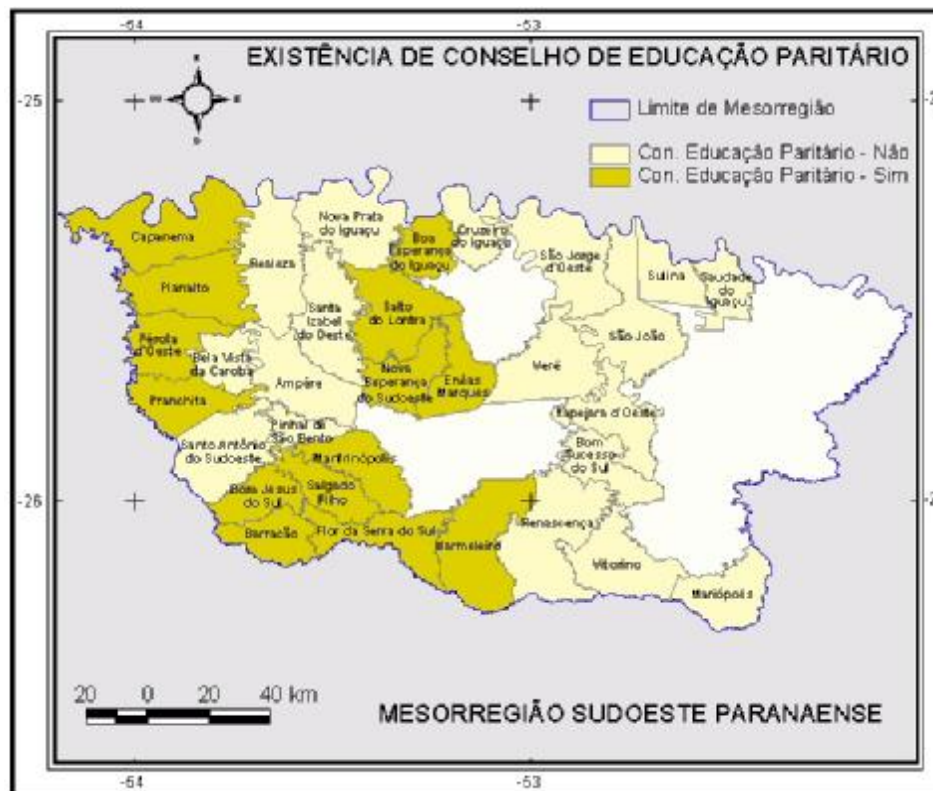 -54
-53
EXISTÊNCIA DE CONSELHO DE EDUCAÇÃO PARITÁRIO
-25
-2
W
E
S
Limite de Mesorregião
Con. Educação Paritário - Não
Con. Educação Paritário - Sim
Capanema
Nova Prata
do Iguaçu
Boa
Esperança
do Iguaçu
Cruzeiro
do Iguaçu
Realeza
São Jorge
d'Oeste
Sulina
Saudade
do
Iguaçu
Planalto
Santa
Izabel
do Oeste
Salto
do Lontra
São João
Pérola
d'Oeste
Bela Vista
da Caroba
Ampére
Nova
Esperança
do Sudoeste
Enéas
Marques
Verê
Pranchita
Itapejara d'Oeste
Santo Antônio
do Sudoeste
Pinhal de
São Bento
Manfrinópolis
Bom
Sucesso
do Sul
Bom Jesus
do Sul
Salgado
Filho
-26
-2
Barracão
Flor da Serra do Sul
Marmeleiro
Renascença
Vitorino
Mariópolis
20 0 20 40 km
MESORREGIÃO SUDOESTE PARANAENSE
-54
-53